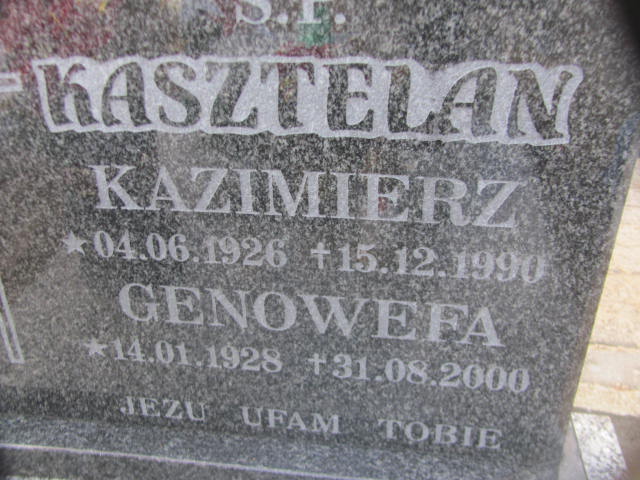 Ś.P.
KASZTELAN
KAZIMIERZ
★04.06.1926 †15.12.1990
GENOWEFA
★14.01.1928 †31.08.2000
JEZU UFAM TOBIE